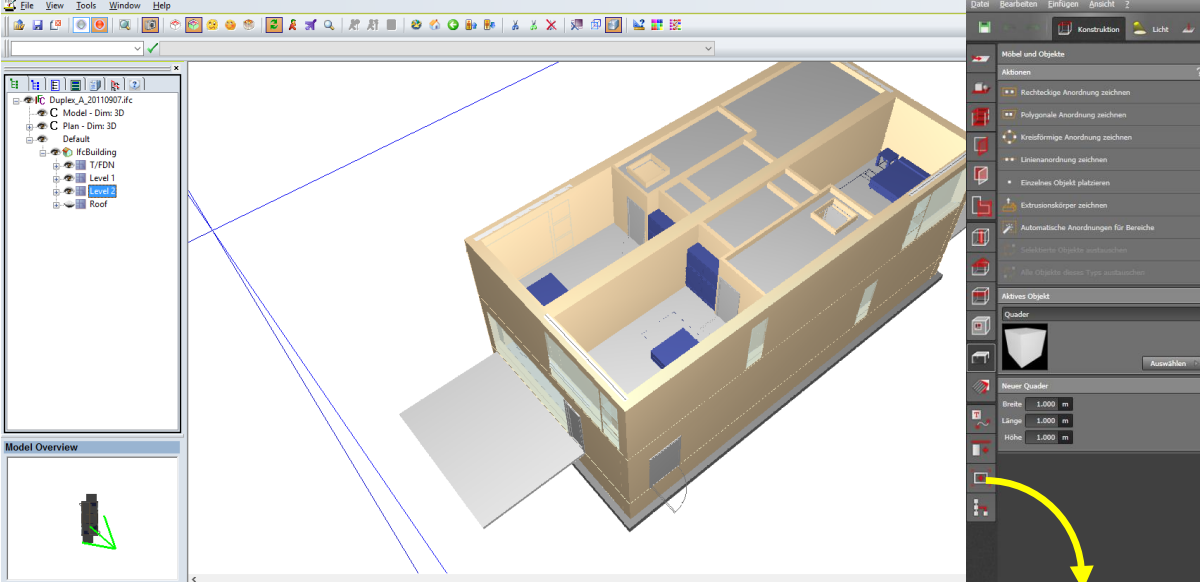 File View Tools Window Help
Duplex_A_20110907.ifc
C Model - Dim: 3D
C Plan - Dim: 3D
Default
IfcBuilding
T/FDN
Level 1
Level 2
Roof
Model Overview
Datei Bearbeiten Einfügen Ansicht ?
Konstruktion Licht
Möbel und Objekte
Aktionen
Rechteckige Anordnung zeichnen
Polygonale Anordnung zeichnen
Kreisförmige Anordnung zeichnen
Linienanordnung zeichnen
Einzelnes Objekt platzieren
Extrusionskörper zeichnen
Automatische Anordnungen für Bereiche
Selektierte Objekte austauschen
Alle Objekte dieses Typs austauschen
Aktives Objekt
Quader
Auswählen
Neuer Quader
Breite 1.000 m
Länge 1.000 m
Höhe 1.000 m